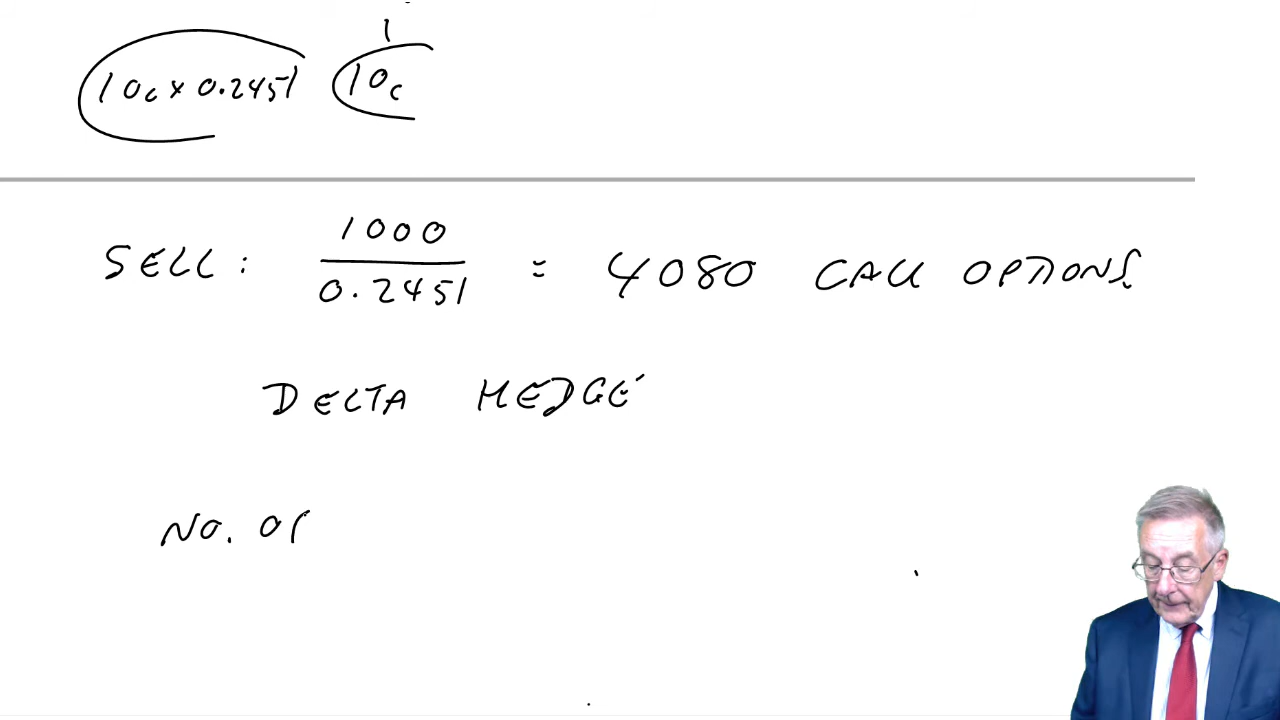 1
10c x 0.2451 10c
SELL: 1000 / 0.2451 = 4080 CALL OPTIONS
DELTA HEDGE
NO. OF